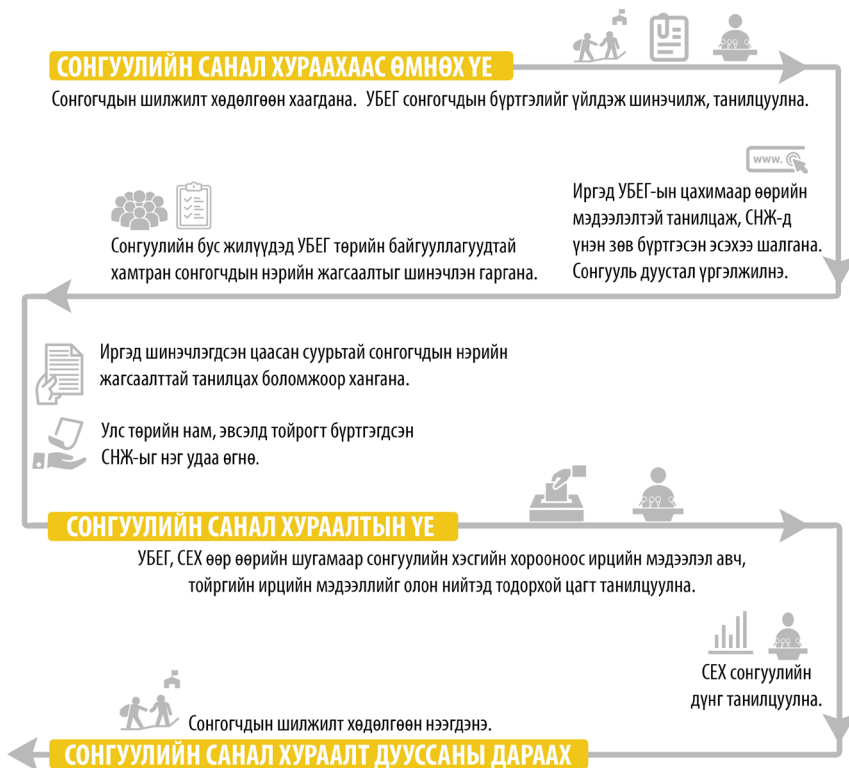 СОНГУУЛИЙН САНАЛ ХУРААХААС ӨМНӨХ ҮЕ
Сонгогчдын шилжилт хөдөлгөөн хаагдана. УБЕГ сонгогчдын бүртгэлийг үйлдэж шинэчилж, танилцуулна.
www.
Иргэд УБЕГ-ын цахимаар өөрийн
мэдээлэлтэй танилцаж, СНЖ-д
үнэн зөв бүртгэсэн эсэхээ шалгана.
Сонгууль дуустал үргэлжилнэ.
Сонгуулийн бус жилүүдэд УБЕГ төрийн байгууллагуудтай
хамтран сонгогчдын нэрийн жагсаалтыг шинэчлэн гаргана.
Иргэд шинэчлэгдсэн цаасан суурьтай сонгогчдын нэрийн
жагсаалттай танилцах боломжоор хангана.
Улс төрийн нам, эвсэлд тойрогт бүртгэгдсэн
СНЖ-ыг нэг удаа өгнө.
СОНГУУЛИЙН САНАЛ ХУРААЛТЫН ҮЕ
УБЕГ, СЕХ өөр өөрийн шугамаар сонгуулийн хэсгийн хорооноос ирцийн мэдээлэл авч,
тойргийн ирцийн мэдээллийг олон нийтэд тодорхой цагт танилцуулна.
СЕХ сонгуулийн
дүнг танилцуулна.
Сонгогчдын шилжилт хөдөлгөөн нээгдэнэ.
СОНГУУЛИЙН САНАЛ ХУРААЛТ ДУУССАНЫ ДАРААХ